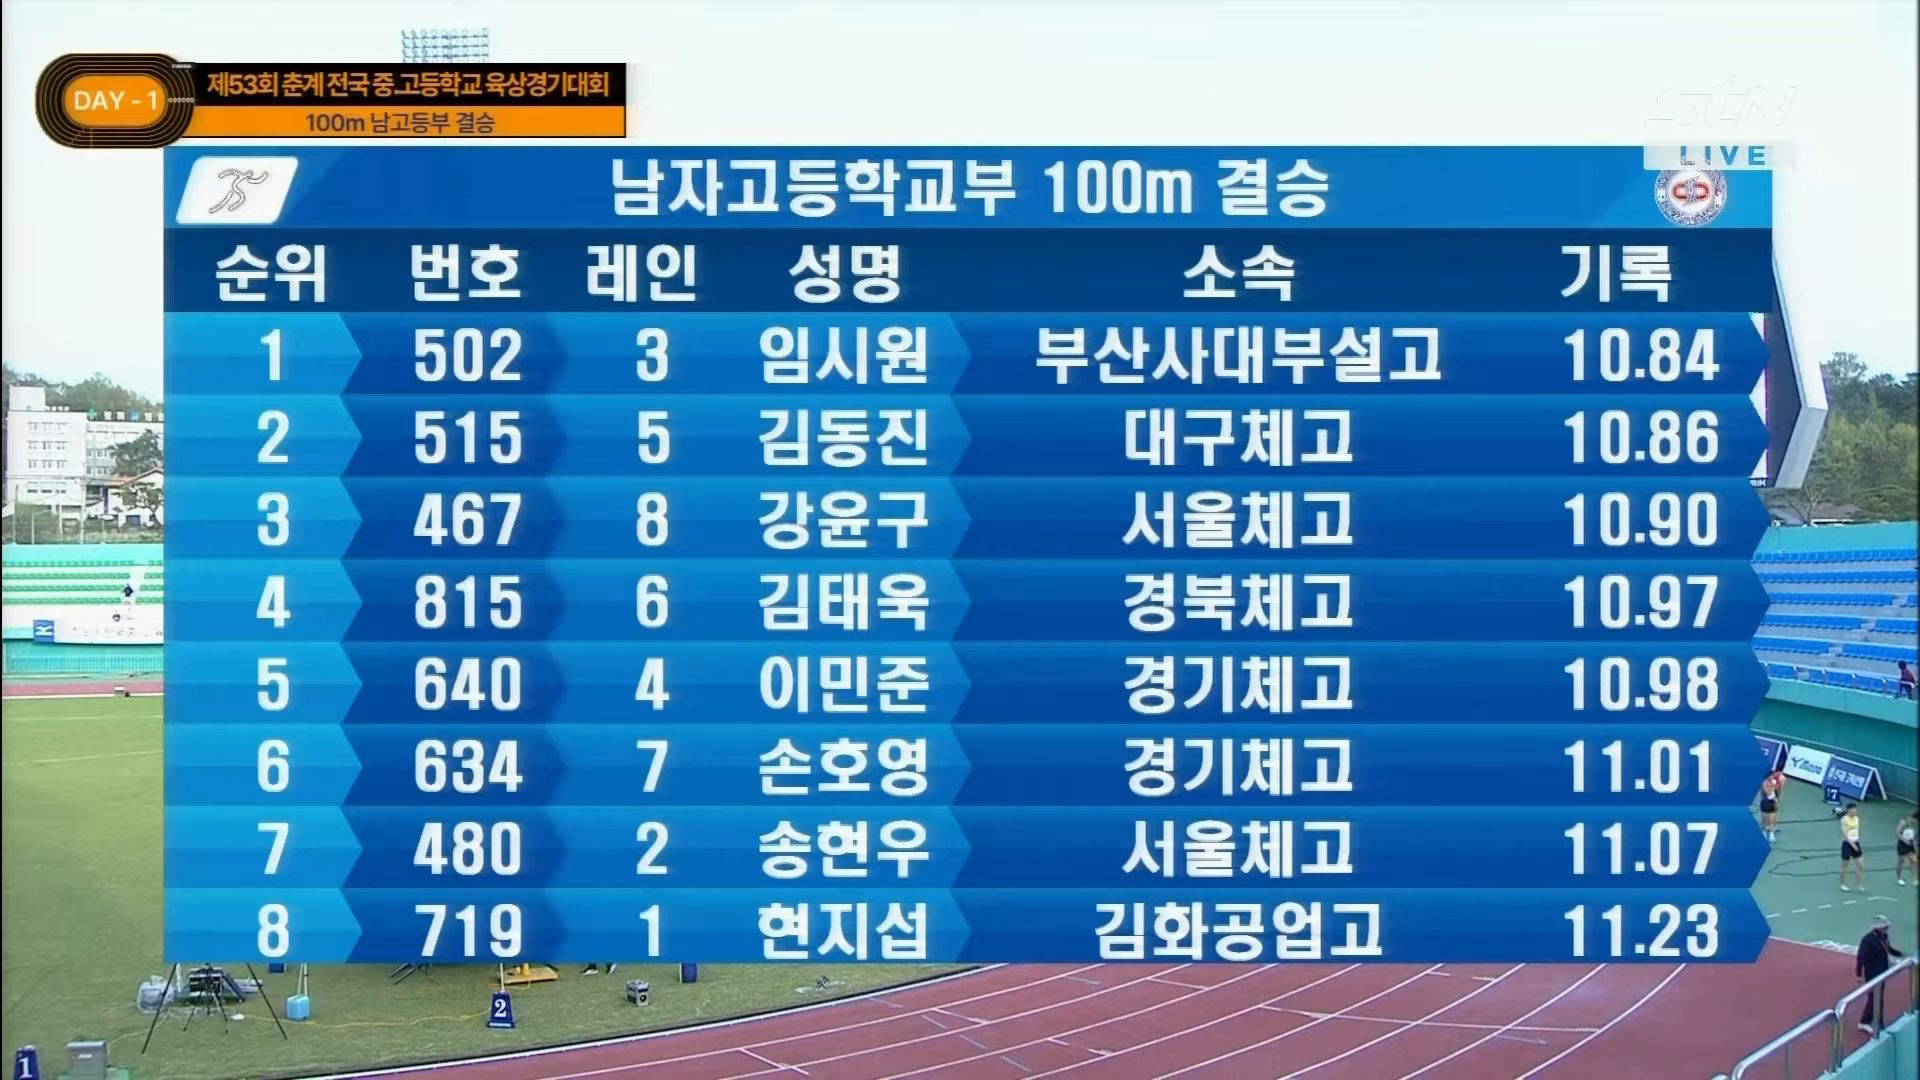 DAY - 1
제53회 춘계 전국 중.고등학교 육상경기대회
100m 남고등부 결승
STN
LIVE
남자고등학교부 100m 결승
순위 번호 레인 성명 소속 기록
1 502 3 임시원 부산사대부설고 10.84
2 515 5 김동진 대구체고 10.86
3 467 8 강윤구 서울체고 10.90
4 815 6 김태욱 경북체고 10.97
5 640 4 이민준 경기체고 10.98
6 634 7 손호영 경기체고 11.01
7 480 2 송현우 서울체고 11.07
8 719 1 현지섭 김화공업고 11.23
2
1